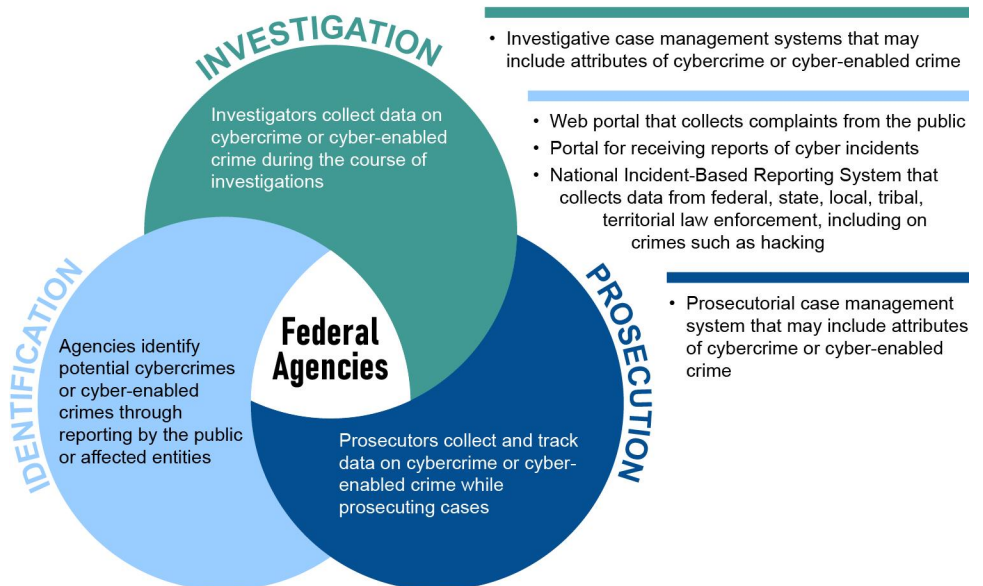 INVESTIGATION
Investigators collect data on
cybercrime or cyber-enabled
crime during the course of
investigations
• Investigative case management systems that may
include attributes of cybercrime or cyber-enabled crime
• Web portal that collects complaints from the public
• Portal for receiving reports of cyber incidents
• National Incident-Based Reporting System that
collects data from federal, state, local, tribal,
territorial law enforcement, including on
crimes such as hacking
• Prosecutorial case management
system that may include attributes
of cybercrime or cyber-enabled
crime
IDENTIFICATION
Agencies identify
potential cybercrimes
or cyber-enabled
crimes through
reporting by the public
or affected entities
Federal
Agencies
PROSECUTION
Prosecutors collect and track
data on cybercrime or cyber-
enabled crime while
prosecuting cases